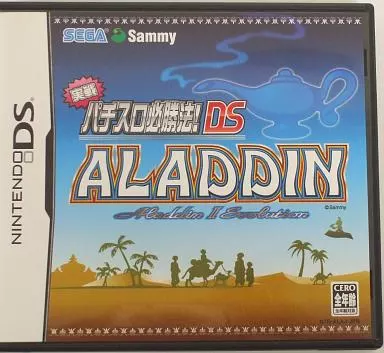 SEGA Sammy
実戦
パチスロ必勝法! DS
ALADDIN
©Sammy
Aladdin II Evolution
NINTENDO DS
CERO
全年齢